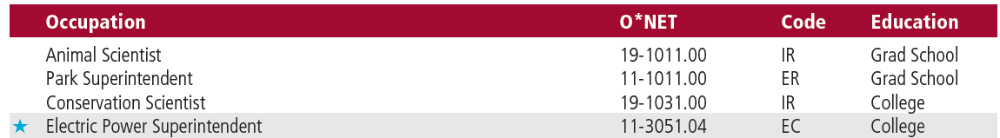 Occupation O*NET Code Education
Animal Scientist 19-1011.00 IR Grad School
Park Superintendent 11-1011.00 ER Grad School
Conservation Scientist 19-1031.00 IR College
Electric Power Superintendent 11-3051.04 EC College